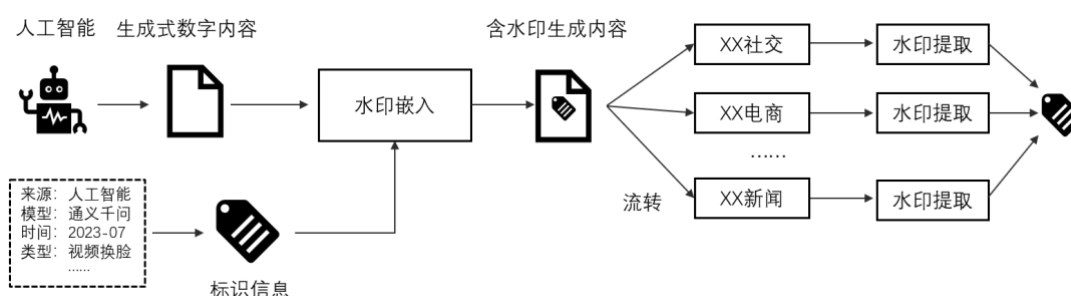 人工智能
生成式数字内容
含水印生成内容
XX社交
水印提取
水印嵌入
XX电商
水印提取
……
来源：人工智能
模型：通义千问
时间：2023-07
类型：视频换脸
……
流转
XX新闻
水印提取
标识信息